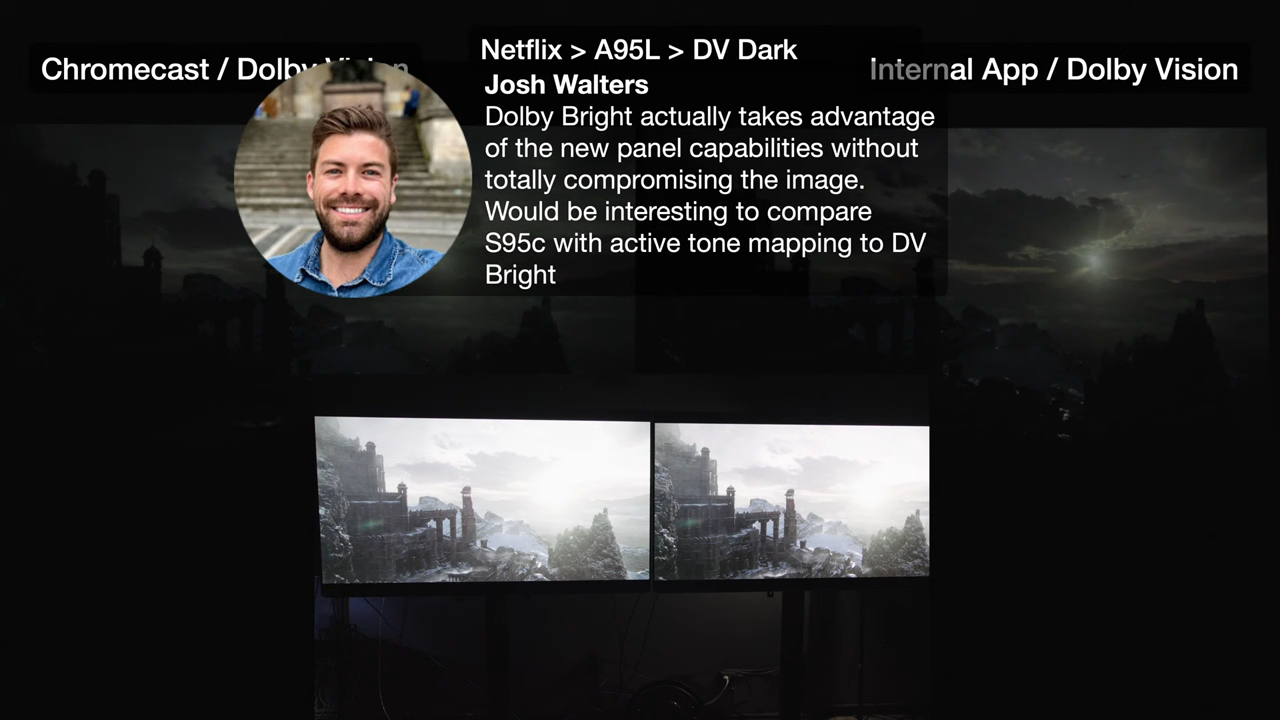 Netflix > A95L > DV Dark
Chromecast / Dolby Vision
Internal App / Dolby Vision
Josh Walters
Dolby Bright actually takes advantage
of the new panel capabilities without
totally compromising the image.
Would be interesting to compare
S95c with active tone mapping to DV
Bright